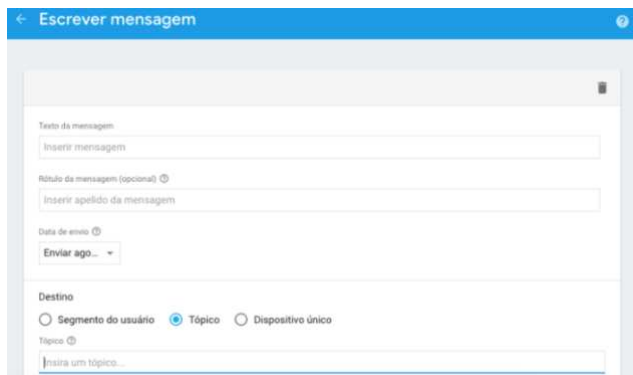 Escrever mensagem
Texto da mensagem
Inserir mensagem
Rótulo da mensagem (opcional)
Inserir apelido da mensagem
Data de envio
Enviar ago...
Destino
Segmento do usuário Tópico Dispositivo único
Tópico
Insira um tópico...